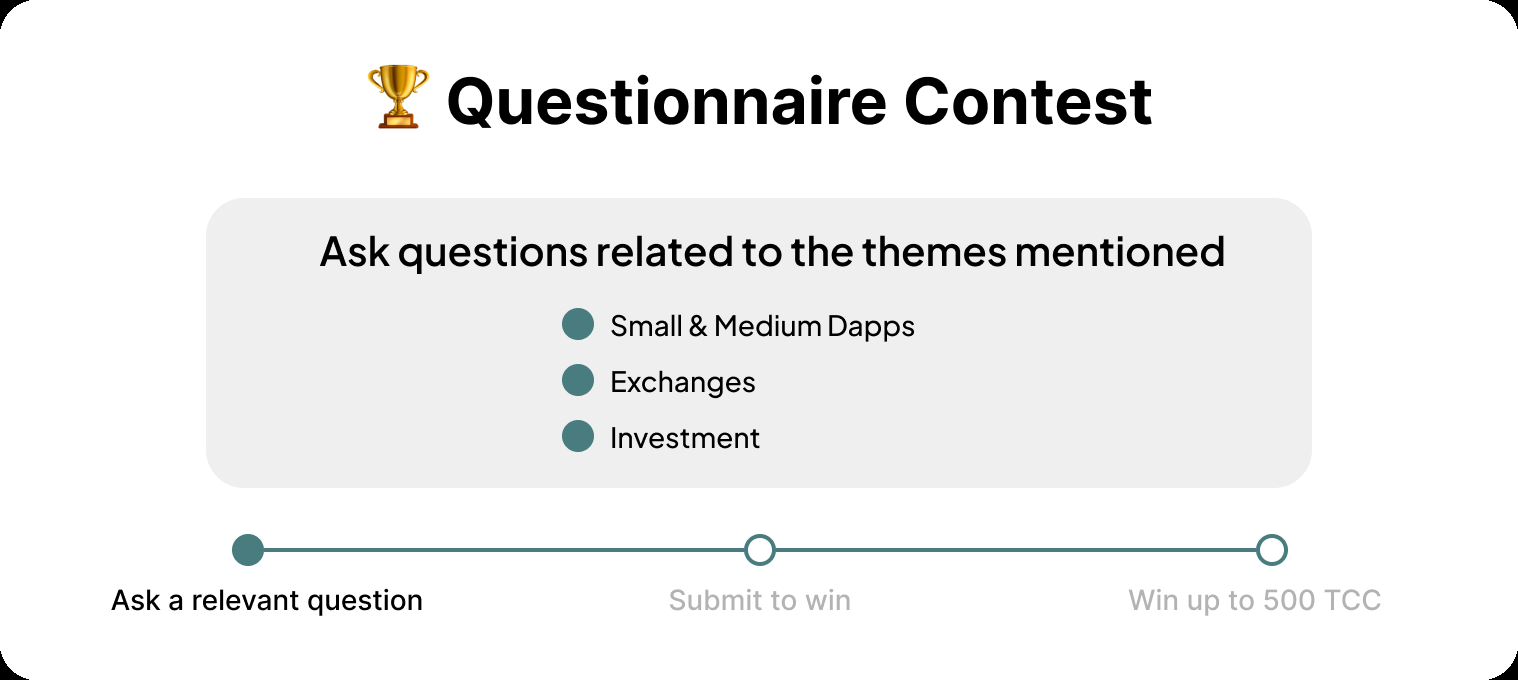 Questionnaire Contest
Ask questions related to the themes mentioned
Small & Medium Dapps
Exchanges
Investment
Ask a relevant question
Submit to win
Win up to 500 TCC